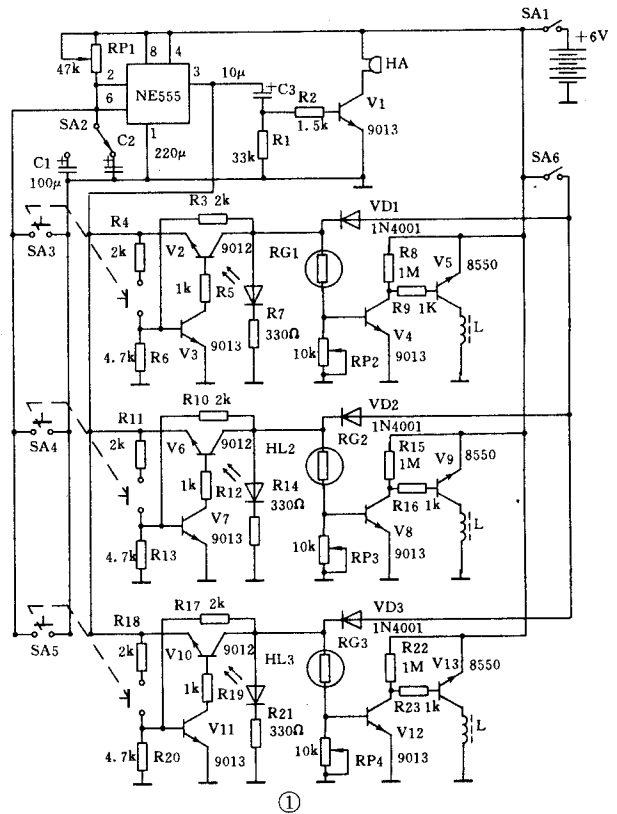 SA1
+6V
RP1
47k
8
4
2
3
6
NE555
10μ
C3
HA
R2
1.5k
V1
9013
SA2
C2
1
220μ
R1
33k
C1
100μ
SA6
R3 2k
VD1
1N4001
SA3
R4
2k
V2
9012
RG1
R8
1M
V5
8550
1k
R5
R7
330Ω
R9 1K
L
V4
9013
V3
9013
4.7k
R6
10k
RP2
R10 2k
VD2
1N4001
SA4
R11
2k
V6
9012
HL2
RG2
R15
1M
V9
8550
1k
R12
R14
330Ω
R16 1k
L
V7
9013
V8
9013
4.7k
R13
10k
RP3
R17 2k
VD3
1N4001
SA5
R18
2k
V10
9012
HL3
RG3
R22
1M
V13
8550
1k
R19
R21
330Ω
R23 1k
L
V11
9013
V12
9013
4.7k
R20
10k
RP4
①